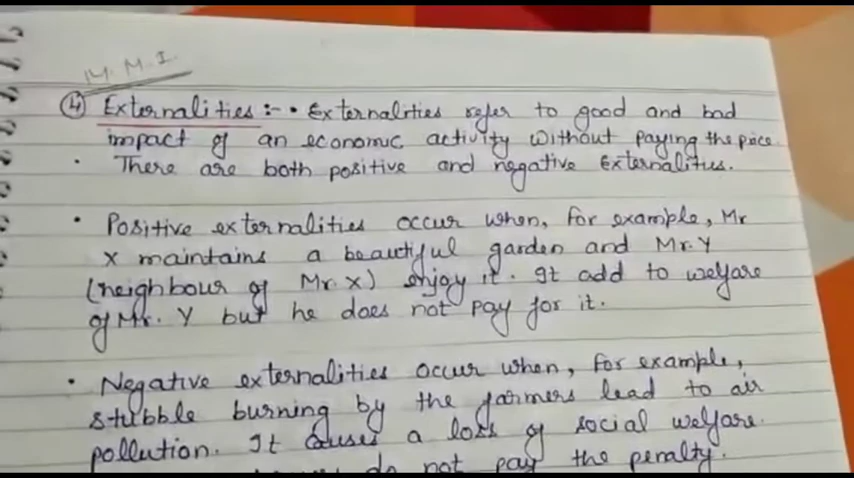 M. M. I.
④ Externalities :- • Externalities refer to good and bad
impact of an economic activity without paying the piece
• There are both positive and negative externalities.
• Positive externalities occur when, for example, Mr
X maintains a beautiful garden and Mr. Y
(neighbour of Mr. X) enjoy it. It add to welfare
of Mr. Y but he does not pay for it.
• Negative externalities occur when, for example,
stubble burning by the farmers lead to air
pollution. It causes a loss of social welfare.
do not pay the penalty.